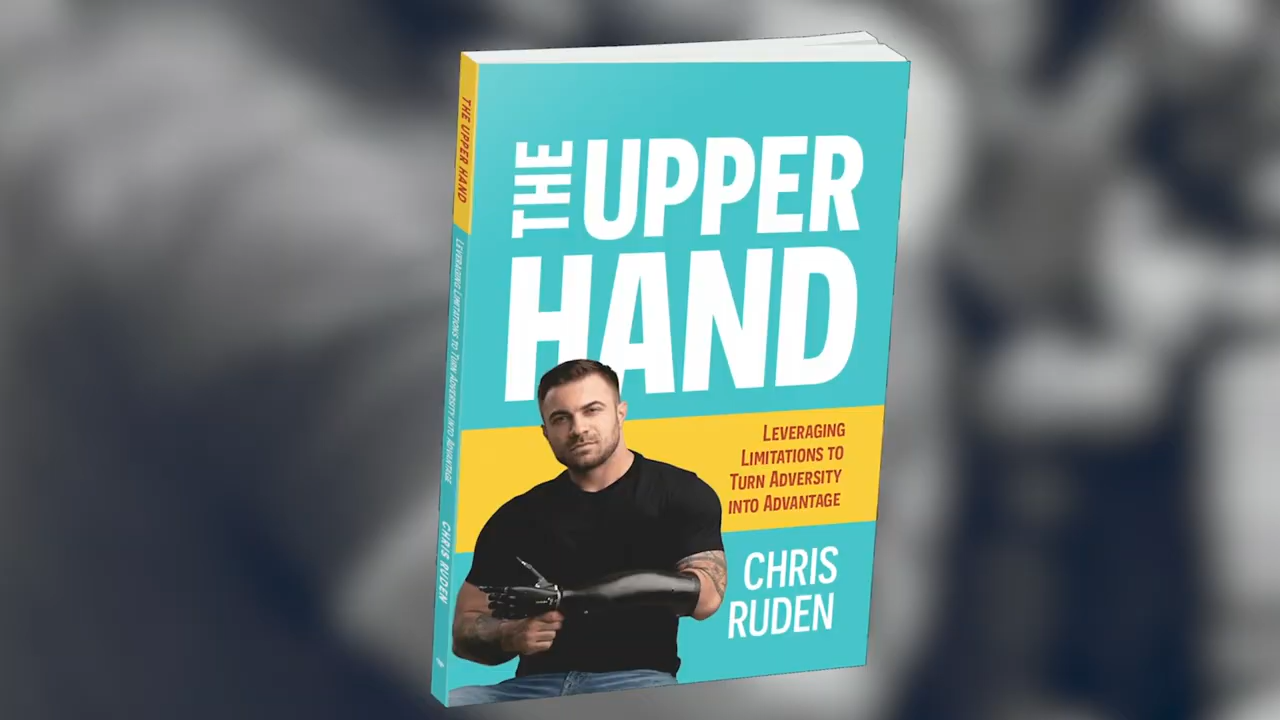 THE UPPER
HAND
LEVERAGING
LIMITATIONS TO
TURN ADVERSITY
INTO ADVANTAGE
CHRIS
RUDEN
THE UPPER HAND
LEVERAGING LIMITATIONS TO TURN ADVERSITY INTO ADVANTAGE
CHRIS RUDEN